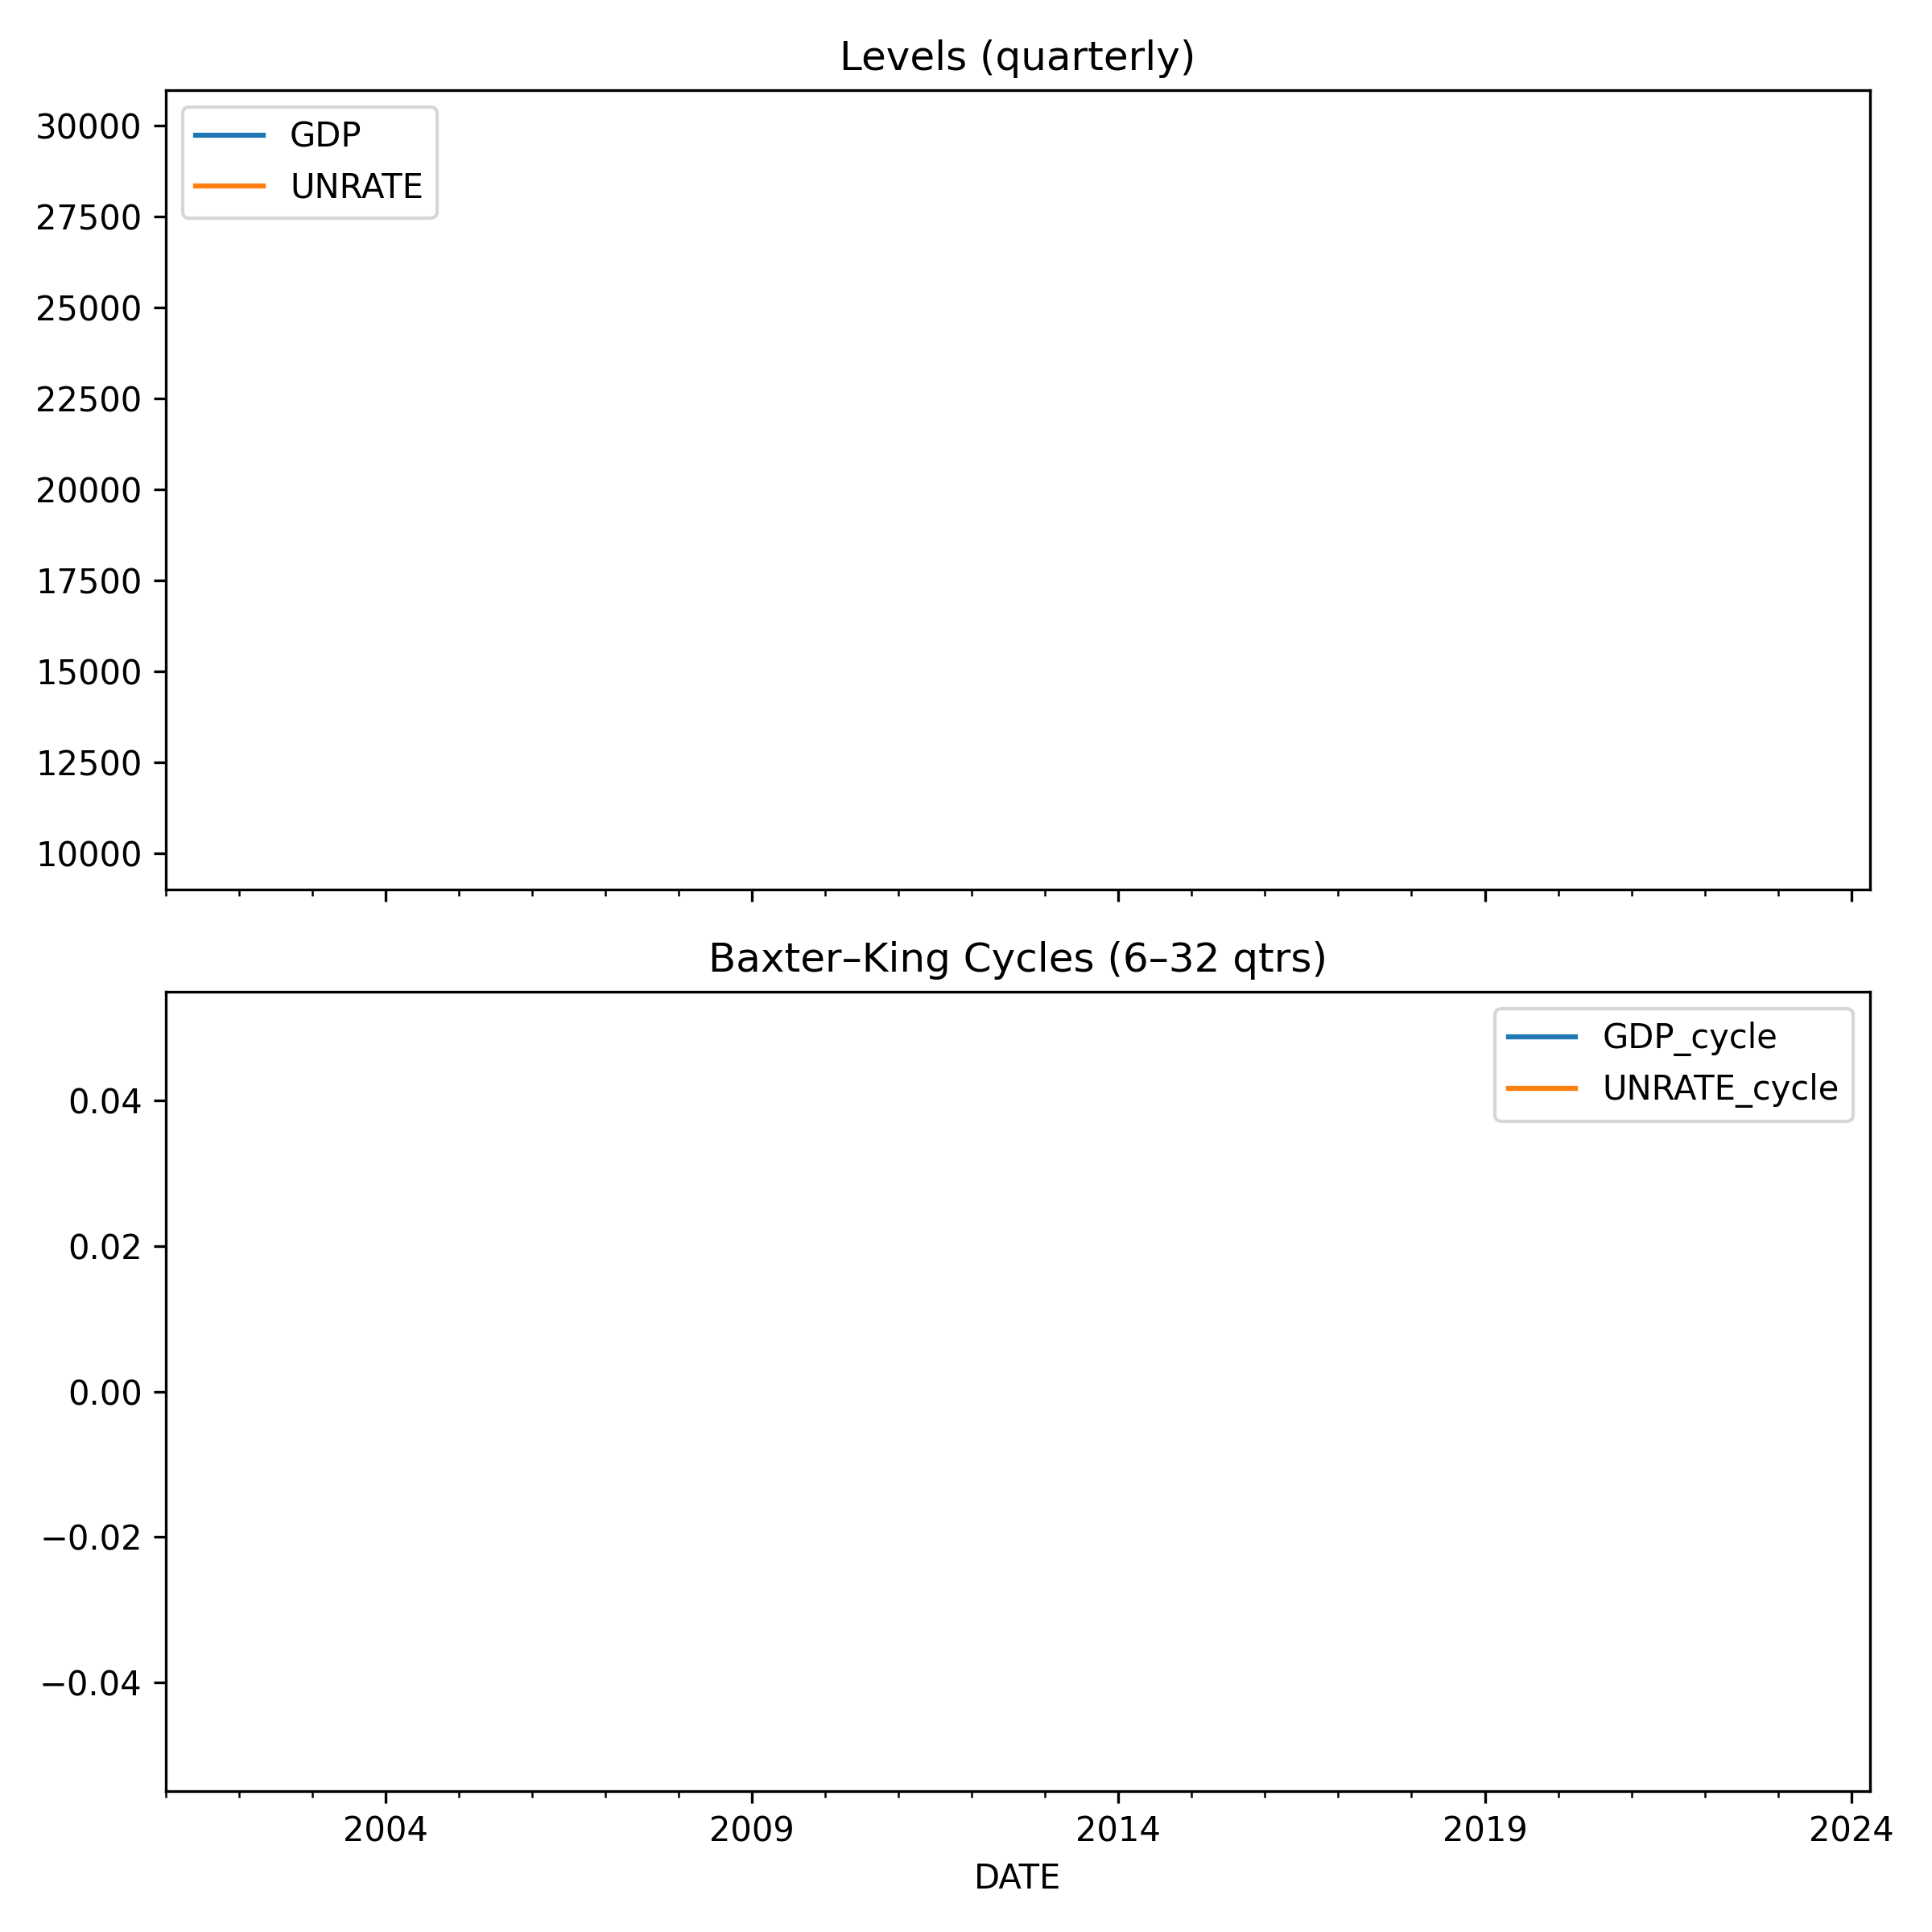 Levels (quarterly)
GDP
UNRATE
30000
27500
25000
22500
20000
17500
15000
12500
10000
Baxter–King Cycles (6–32 qtrs)
GDP_cycle
UNRATE_cycle
0.04
0.02
0.00
−0.02
−0.04
2004 2009 2014 2019 2024
DATE